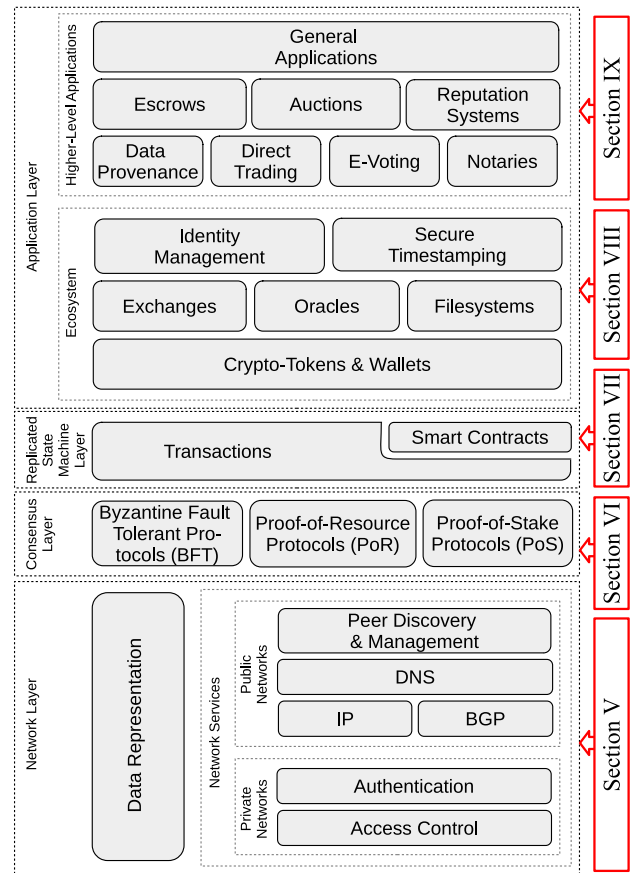 Application Layer
Higher-Level Applications
General
Applications
Escrows
Auctions
Reputation
Systems
Data
Provenance
Direct
Trading
E-Voting
Notaries
Section IX
Ecosystem
Identity
Management
Secure
Timestamping
Exchanges
Oracles
Filesystems
Crypto-Tokens & Wallets
Section VIII
Replicated
State
Machine
Layer
Transactions
Smart Contracts
Section VII
Consensus
Layer
Byzantine Fault
Tolerant Pro-
tocols (BFT)
Proof-of-Resource
Protocols (PoR)
Proof-of-Stake
Protocols (PoS)
Section VI
Network Layer
Data Representation
Network Services
Public
Networks
Peer Discovery
& Management
DNS
IP
BGP
Private
Networks
Authentication
Access Control
Section V